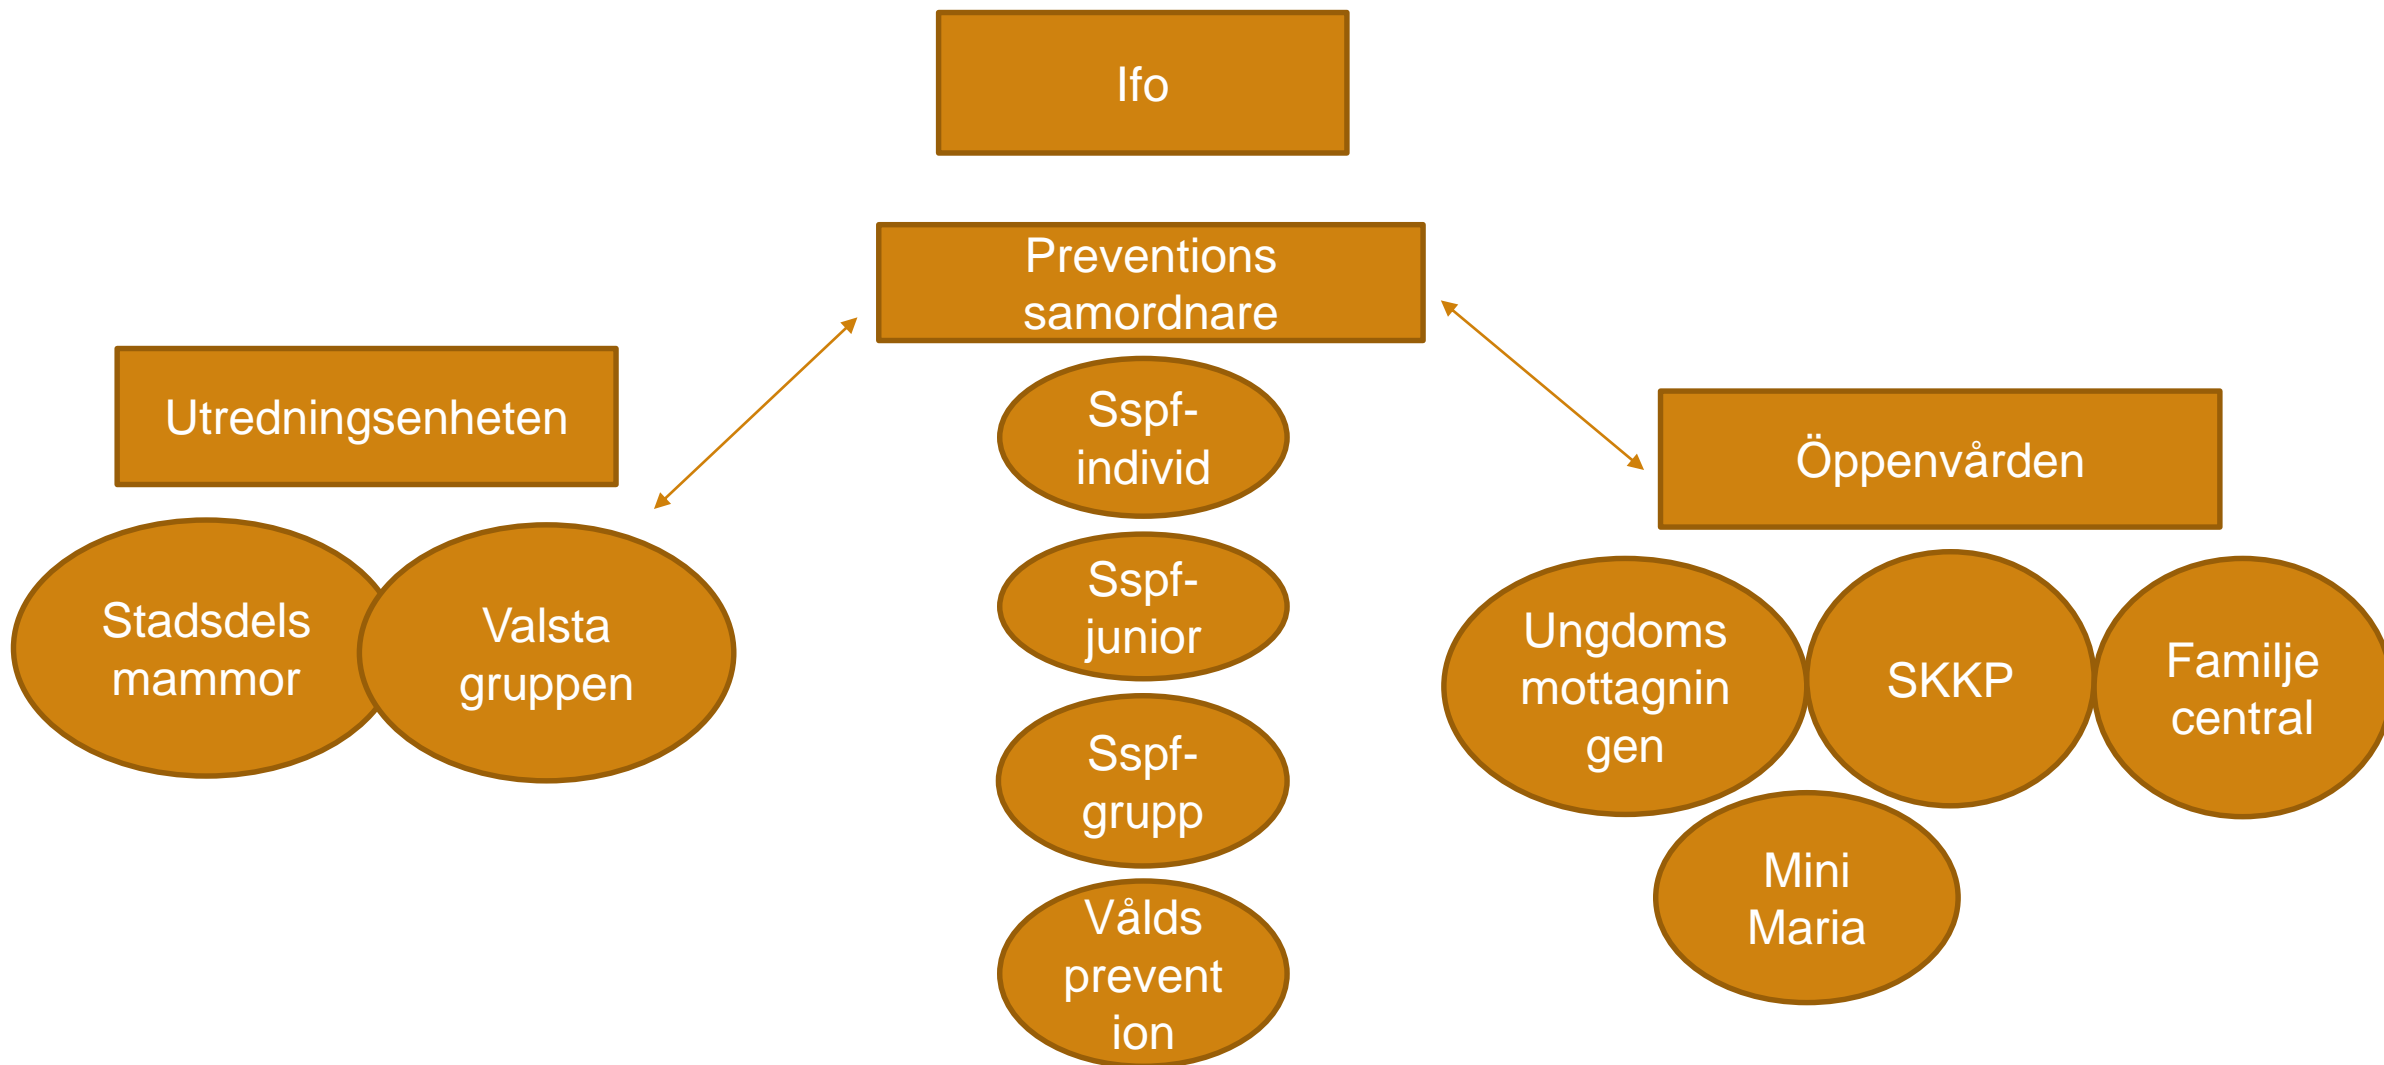 Ifo
Preventions
samordnare
Utredningsenheten
Stadsdels
mammor
Valsta
gruppen
Sspf-
individ
Sspf-
junior
Sspf-
grupp
Vålds
prevent
ion
Öppenvården
Ungdoms
mottagnin
gen
SKKP
Familje
central
Mini
Maria